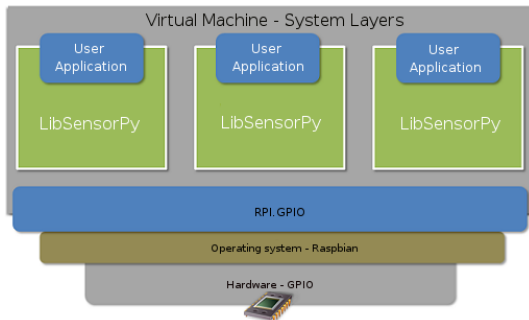 Virtual Machine - System Layers
User
Application
User
Application
User
Application
LibSensorPy
LibSensorPy
LibSensorPy
RPI.GPIO
Operating system - Raspbian
Hardware - GPIO